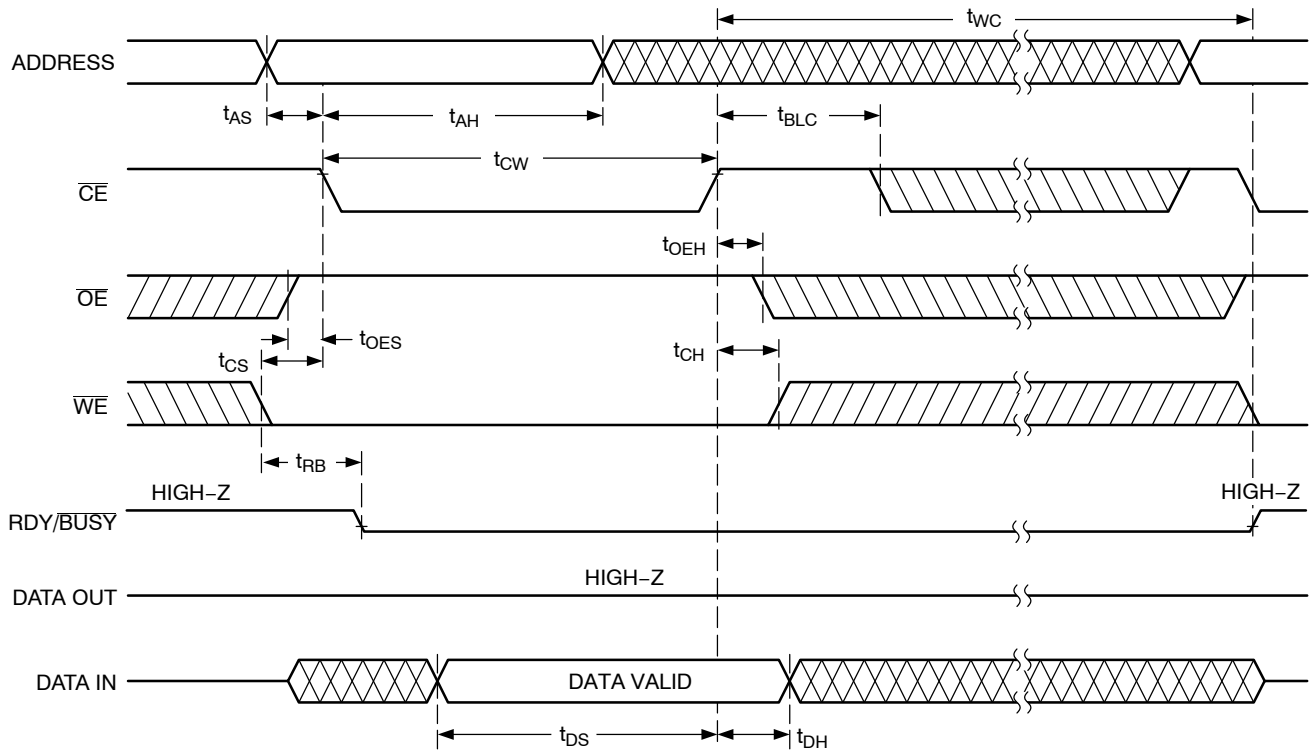 tWC
ADDRESS
tAS
tAH
tBLC
tCW
CE
tOEH
OE
tOES
tCS
tCH
WE
tRB
HIGH–Z
HIGH–Z
RDY/BUSY
HIGH–Z
DATA OUT
DATA IN
DATA VALID
tDS
tDH